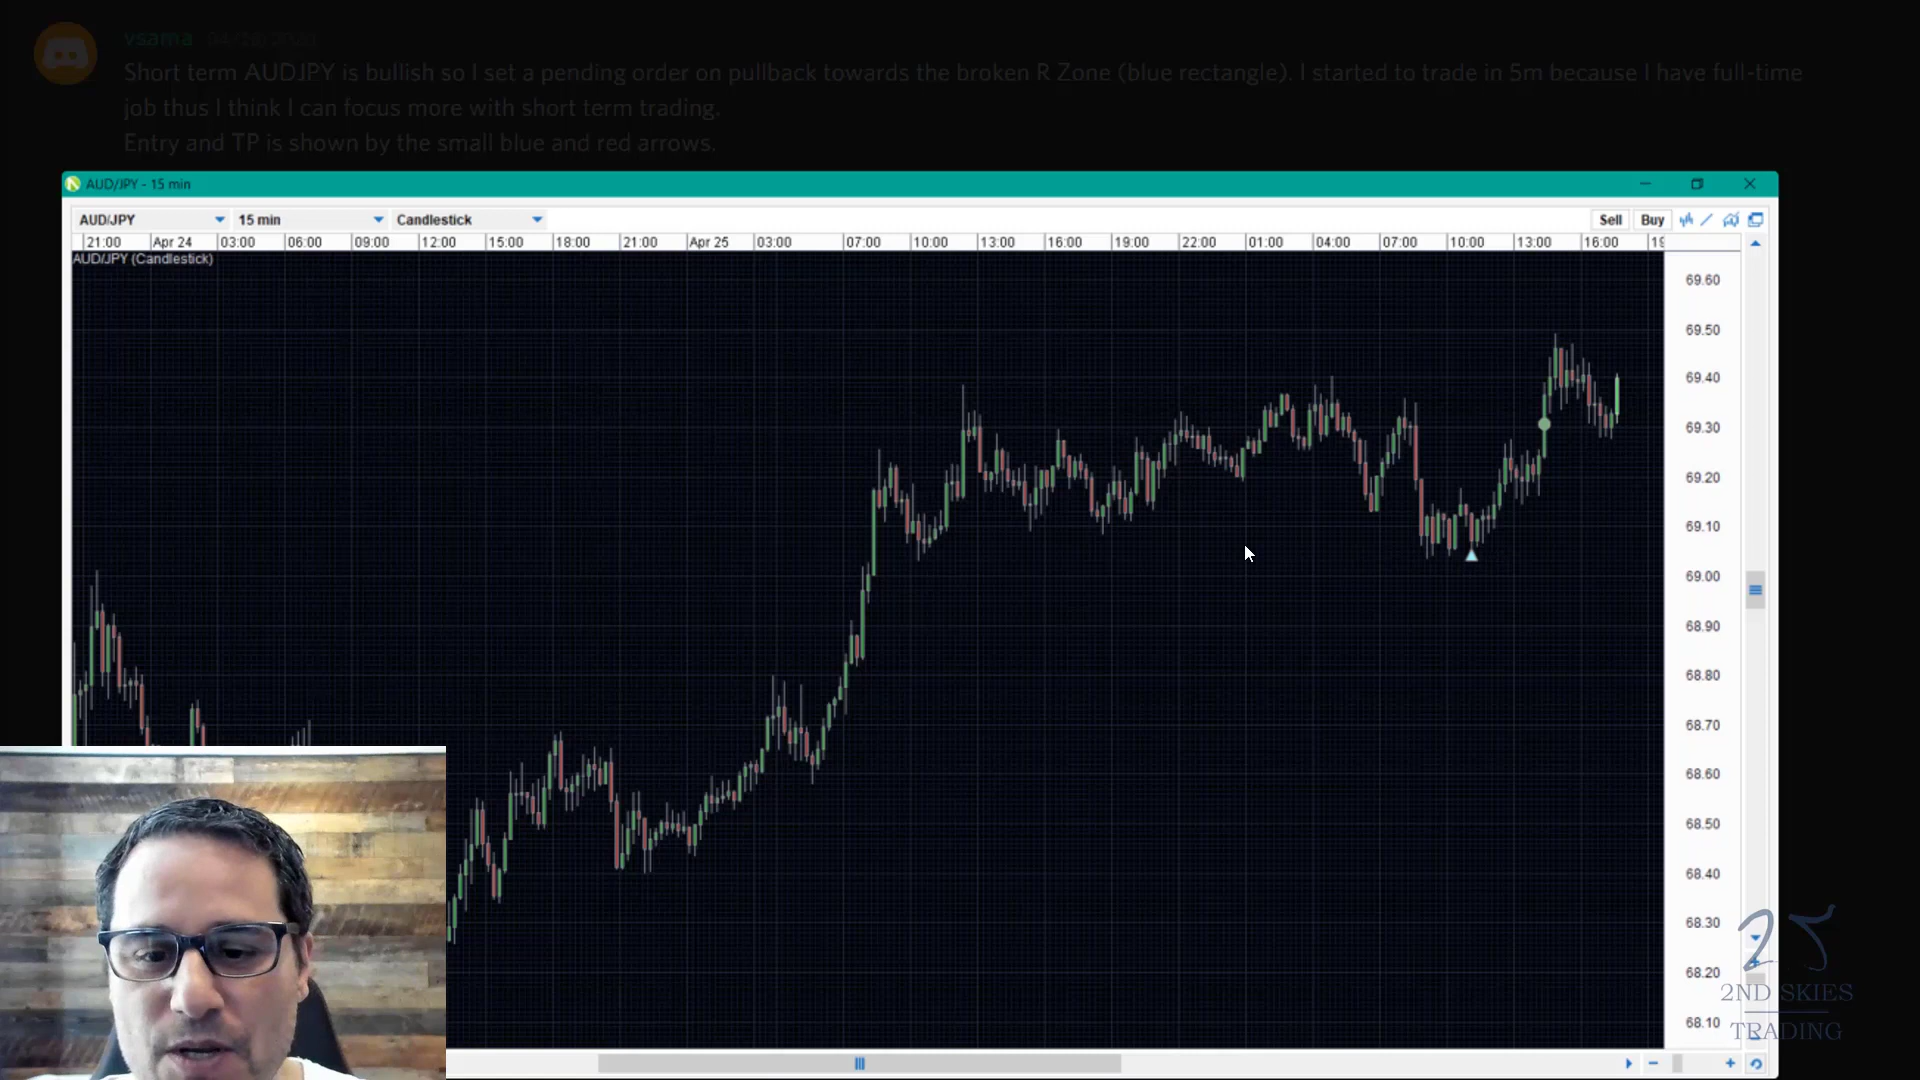 vsama 04/28/2020
Short term AUDJPY is bullish so I set a pending order on pullback towards the broken R Zone (blue rectangle). I started to trade in 5m because I have full-time
job thus I think I can focus more with short term trading.
Entry and TP is shown by the small blue and red arrows.
AUD/JPY - 15 min
AUD/JPY 15 min Candlestick Sell Buy
21:00 Apr 24 03:00 06:00 09:00 12:00 15:00 18:00 21:00 Apr 25 03:00 07:00 10:00 13:00 16:00 19:00 22:00 01:00 04:00 07:00 10:00 13:00 16:00
AUD/JPY (Candlestick)
69.60
69.50
69.40
69.30
69.20
69.10
69.00
68.90
68.80
68.70
68.60
68.50
68.40
68.30
68.20
68.10
2ND SKIES
TRADING